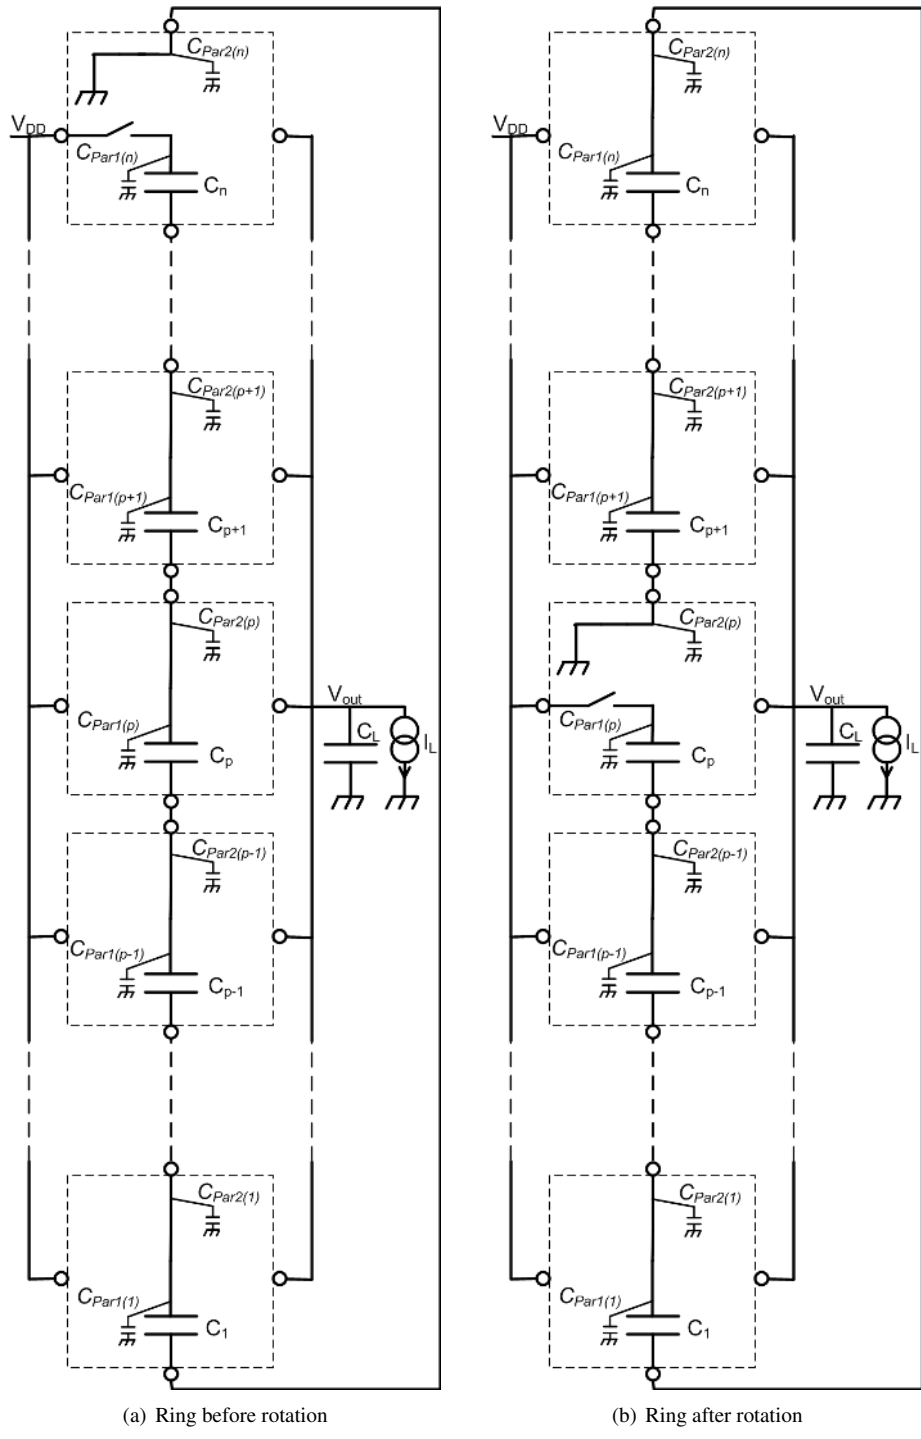 C_Par2(n)
V_DD
C_Par1(n)
C_n
C_Par2(p+1)
C_Par1(p+1)
C_p+1
C_Par2(p)
V_out
C_Par1(p)
C_L
I_L
C_p
C_Par2(p-1)
C_Par1(p-1)
C_p-1
C_Par2(1)
C_Par1(1)
C_1
(a) Ring before rotation
C_Par2(n)
V_DD
C_Par1(n)
C_n
C_Par2(p+1)
C_Par1(p+1)
C_p+1
C_Par2(p)
V_out
C_Par1(p)
C_L
I_L
C_p
C_Par2(p-1)
C_Par1(p-1)
C_p-1
C_Par2(1)
C_Par1(1)
C_1
(b) Ring after rotation